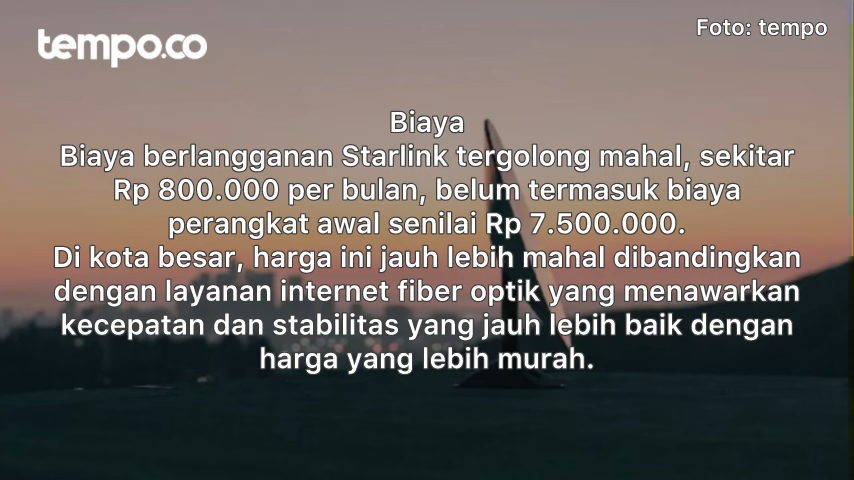 tempo.co
Foto: tempo
Biaya
Biaya berlangganan Starlink tergolong mahal, sekitar
Rp 800.000 per bulan, belum termasuk biaya
perangkat awal senilai Rp 7.500.000.
Di kota besar, harga ini jauh lebih mahal dibandingkan
dengan layanan internet fiber optik yang menawarkan
kecepatan dan stabilitas yang jauh lebih baik dengan
harga yang lebih murah.